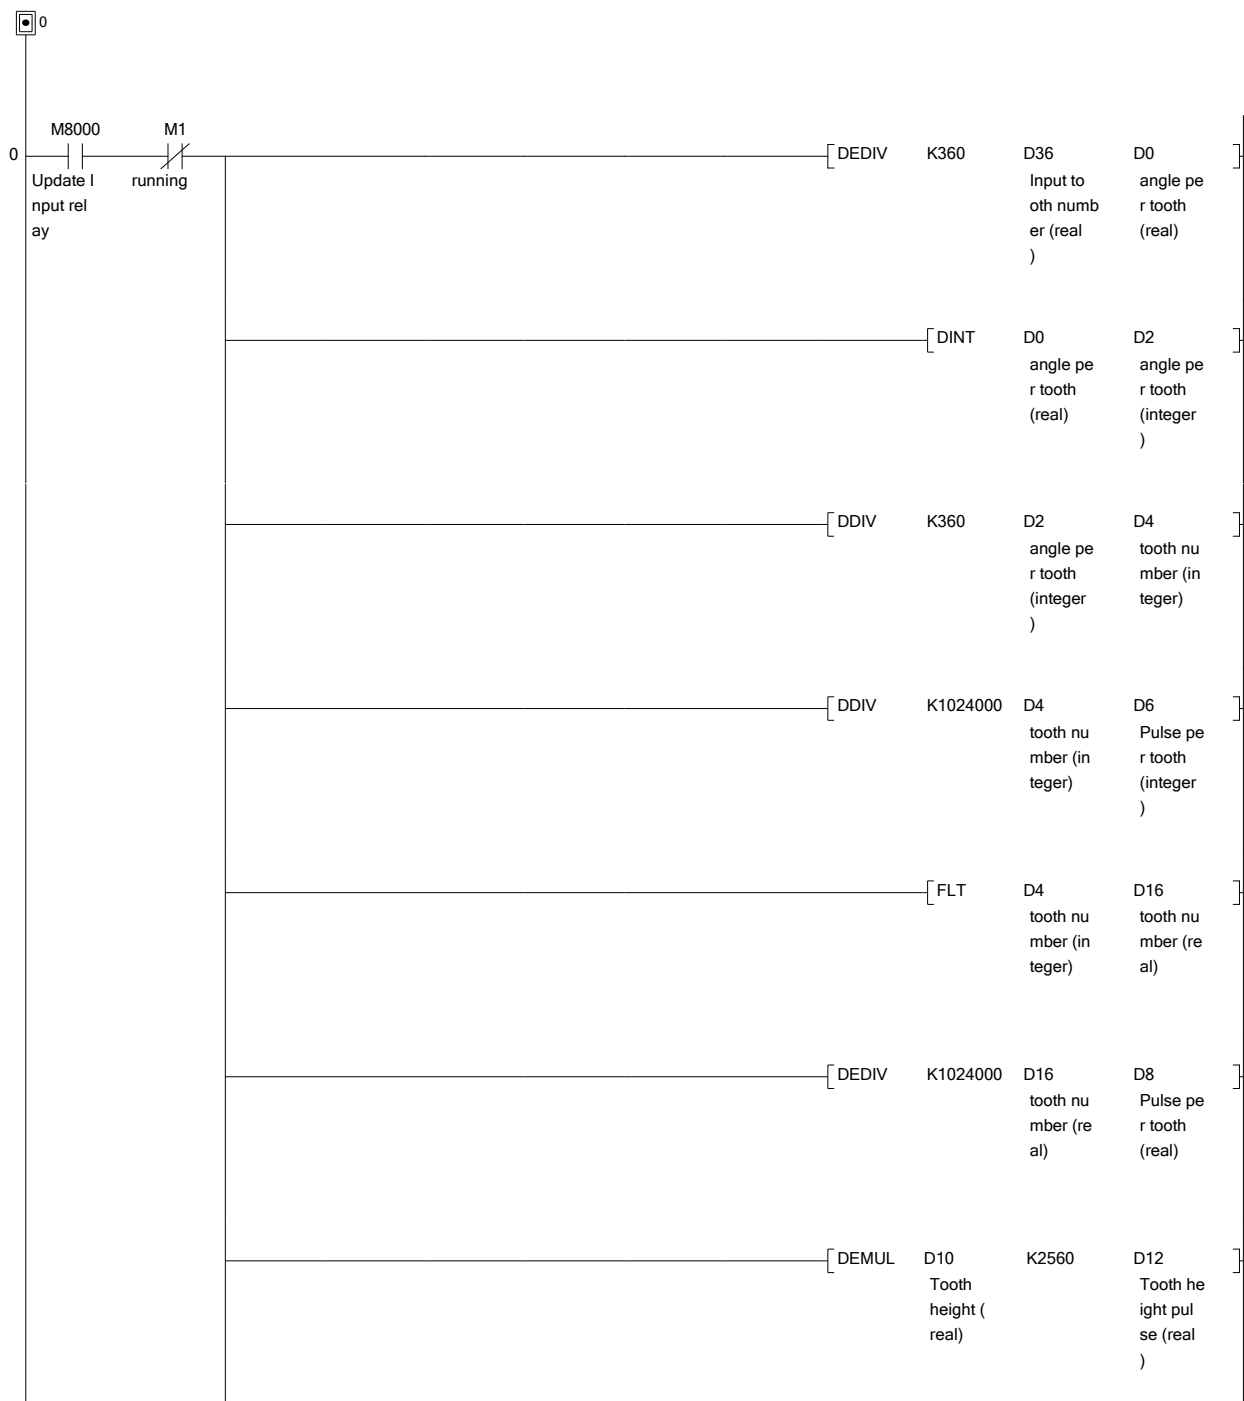 0
M8000 M1
0 DEDIV K360 D36 D0
Update I running Input to angle pe
nput rel oth numb r tooth
ay er (real (real)
)
DINT D0 D2
angle pe angle pe
r tooth r tooth
(real) (integer
)
DDIV K360 D2 D4
angle pe tooth nu
r tooth mber (in
(integer teger)
)
DDIV K1024000 D4 D6
tooth nu Pulse pe
mber (in r tooth
teger) (integer
)
FLT D4 D16
tooth nu tooth nu
mber (in mber (re
teger) al)
DEDIV K1024000 D16 D8
tooth nu Pulse pe
mber (re r tooth
al) (real)
DEMUL D10 K2560 D12
Tooth Tooth he
height ( ight pul
real) se (real
)